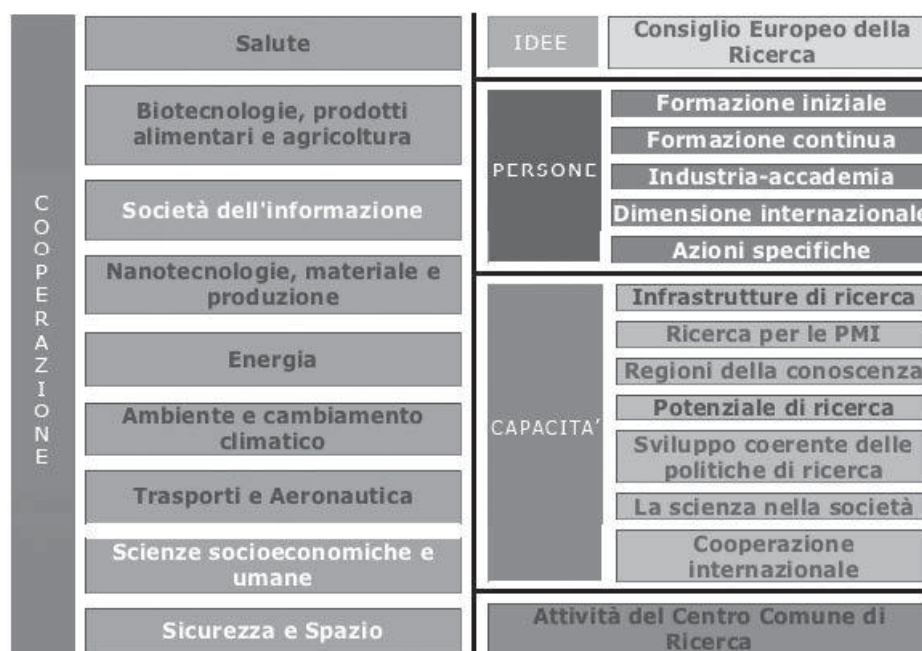 COOPERAZIONE
Salute
Biotecnologie, prodotti
alimentari e agricoltura
Società dell'informazione
Nanotecnologie, materiale e
produzione
Energia
Ambiente e cambiamento
climatico
Trasporti e Aeronautica
Scienze socioeconomiche e
umane
Sicurezza e Spazio
IDEE
Consiglio Europeo della
Ricerca
PERSONE
Formazione iniziale
Formazione continua
Industria-accademia
Dimensione internazionale
Azioni specifiche
CAPACITA’
Infrastrutture di ricerca
Ricerca per le PMI
Regioni della conoscenza
Potenziale di ricerca
Sviluppo coerente delle
politiche di ricerca
La scienza nella società
Cooperazione
internazionale
Attività del Centro Comune di
Ricerca